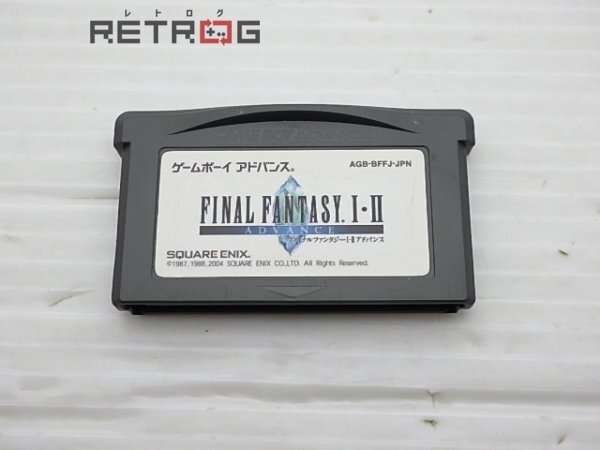 レトログ
RETROG
ゲームボーイ アドバンス®
AGB-BFFJ-JPN
FINAL FANTASY. I・II
ADVANCE
ファイナルファンタジーI・IIアドバンス
SQUARE ENIX.
©1987, 1988, 2004 SQUARE ENIX CO.,LTD. All Rights Reserved.